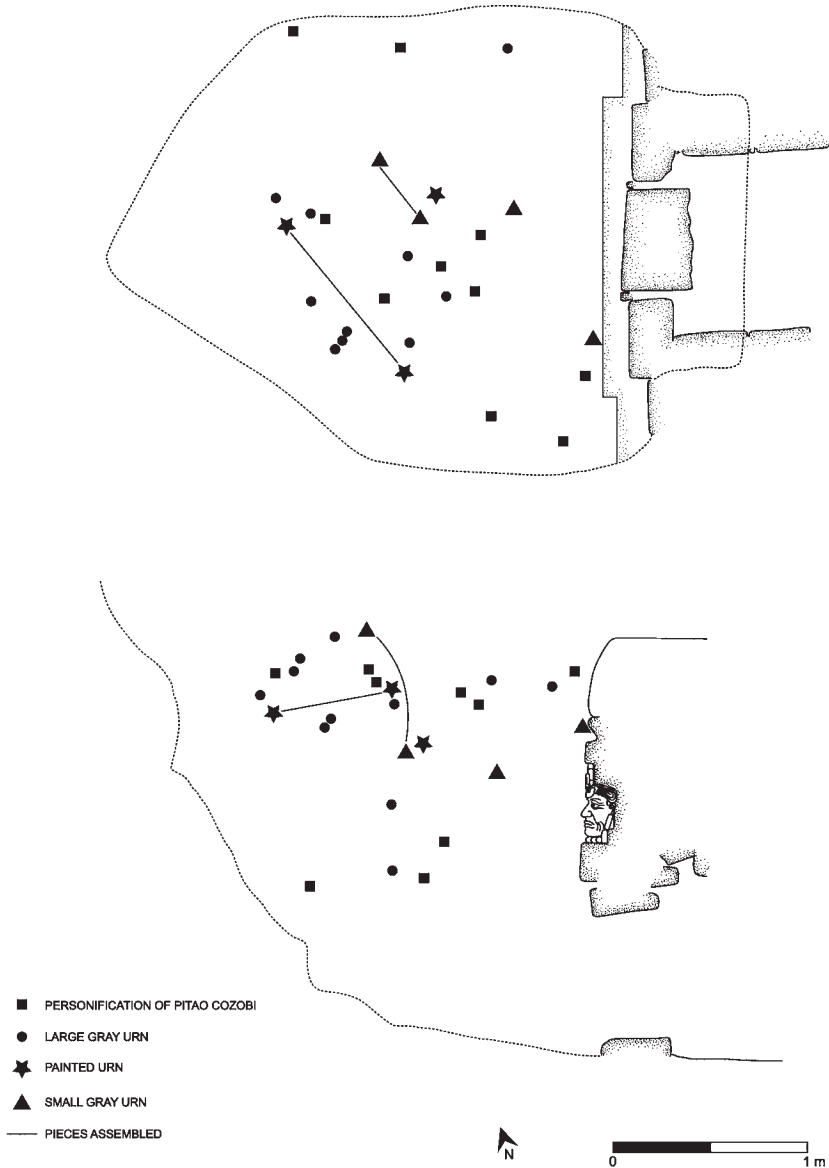 PERSONIFICATION OF PITAO COZOBI
LARGE GRAY URN
PAINTED URN
SMALL GRAY URN
PIECES ASSEMBLED
N
0 1 m